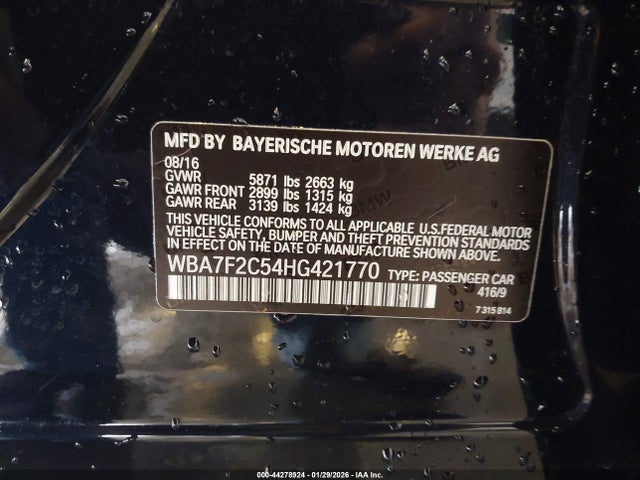 MFD BY BAYERISCHE MOTOREN WERKE AG
08/16
GVWR 5871 lbs 2663 kg
GAWR FRONT 2899 lbs 1315 kg
GAWR REAR 3139 lbs 1424 kg
THIS VEHICLE CONFORMS TO ALL APPLICABLE U.S.FEDERAL MOTOR
VEHICLE SAFETY, BUMPER AND THEFT PREVENTION STANDARDS
IN EFFECT ON THE DATE OF MANUFACTURE SHOWN ABOVE.
WBA7F2C54HG421770 TYPE: PASSENGER CAR
416/9
7315814
000-44278924 | 01/29/2026 - IAA Inc.